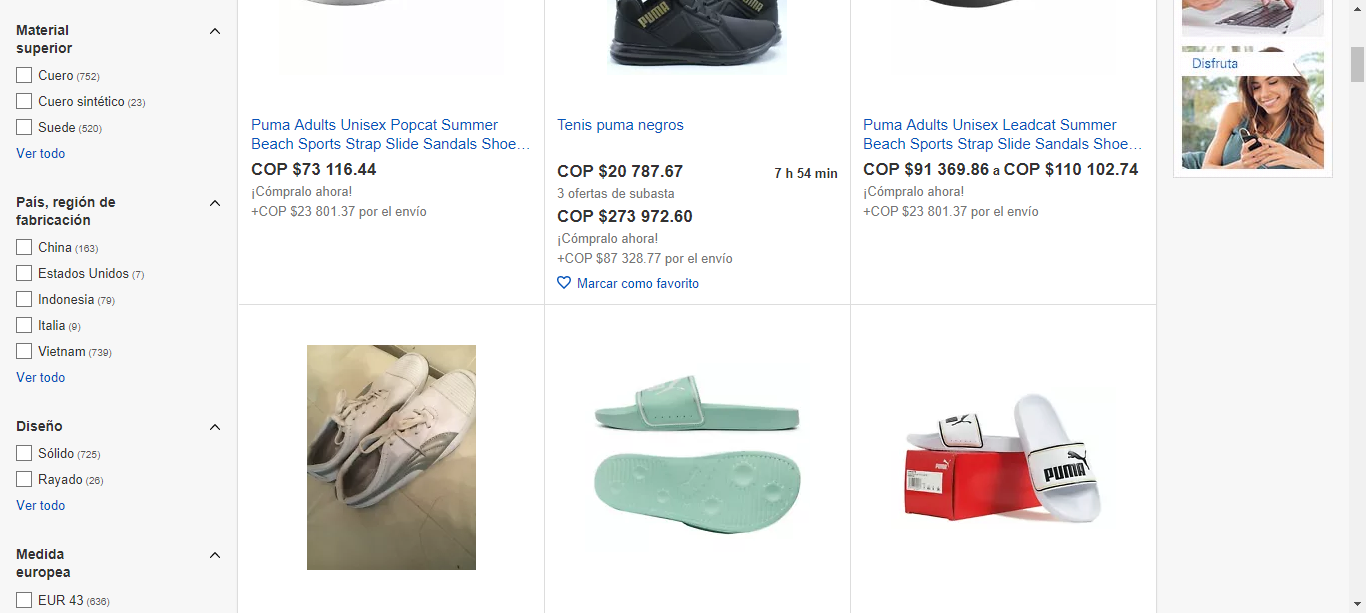 Material
superior
Cuero (752)
Cuero sintético (23)
Suede (520)
Ver todo
País, región de
fabricación
China (163)
Estados Unidos (7)
Indonesia (79)
Italia (9)
Vietnam (739)
Ver todo
Diseño
Sólido (725)
Rayado (26)
Ver todo
Medida
europea
EUR 43 (636)
Puma Adults Unisex Popcat Summer
Beach Sports Strap Slide Sandals Shoe…
COP $73 116.44
¡Cómpralo ahora!
+COP $23 801.37 por el envío
PUMA
PUMA
Tenis puma negros
COP $20 787.67
7 h 54 min
3 ofertas de subasta
COP $273 972.60
¡Cómpralo ahora!
+COP $87 328.77 por el envío
Marcar como favorito
Puma Adults Unisex Leadcat Summer
Beach Sports Strap Slide Sandals Shoe…
COP $91 369.86 a COP $110 102.74
¡Cómpralo ahora!
+COP $23 801.37 por el envío
PUMA
PUMA
Disfruta